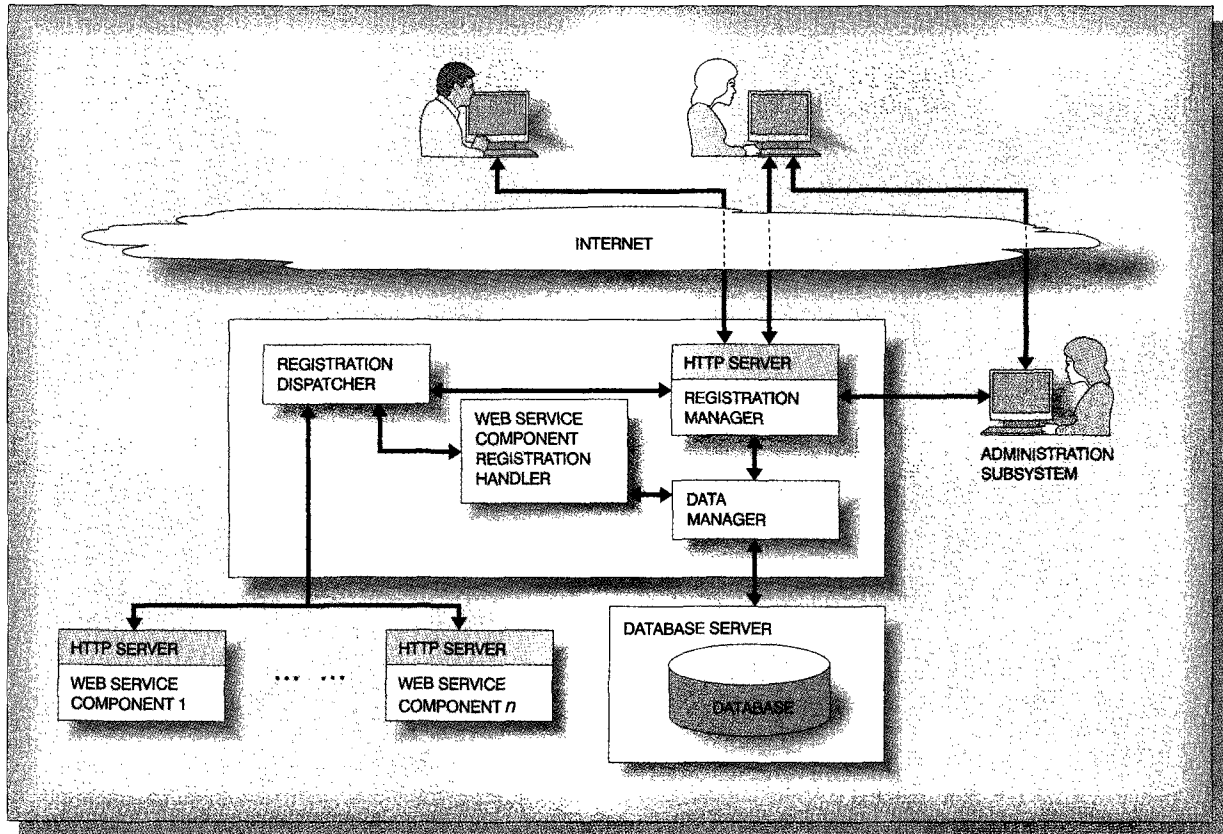 INTERNET
REGISTRATION
DISPATCHER
HTTP SERVER
REGISTRATION
MANAGER
WEB SERVICE
COMPONENT
REGISTRATION
HANDLER
DATA
MANAGER
ADMINISTRATION
SUBSYSTEM
HTTP SERVER
WEB SERVICE
COMPONENT 1
... ...
HTTP SERVER
WEB SERVICE
COMPONENT n
DATABASE SERVER
DATABASE